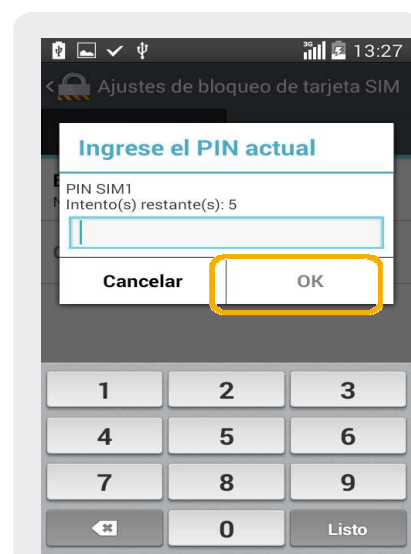 3G 13:27
Ajustes de bloqueo de tarjeta SIM
Ingrese el PIN actual
PIN SIM1
Intento(s) restante(s): 5
Cancelar OK
1 2 3
4 5 6
7 8 9
0 Listo